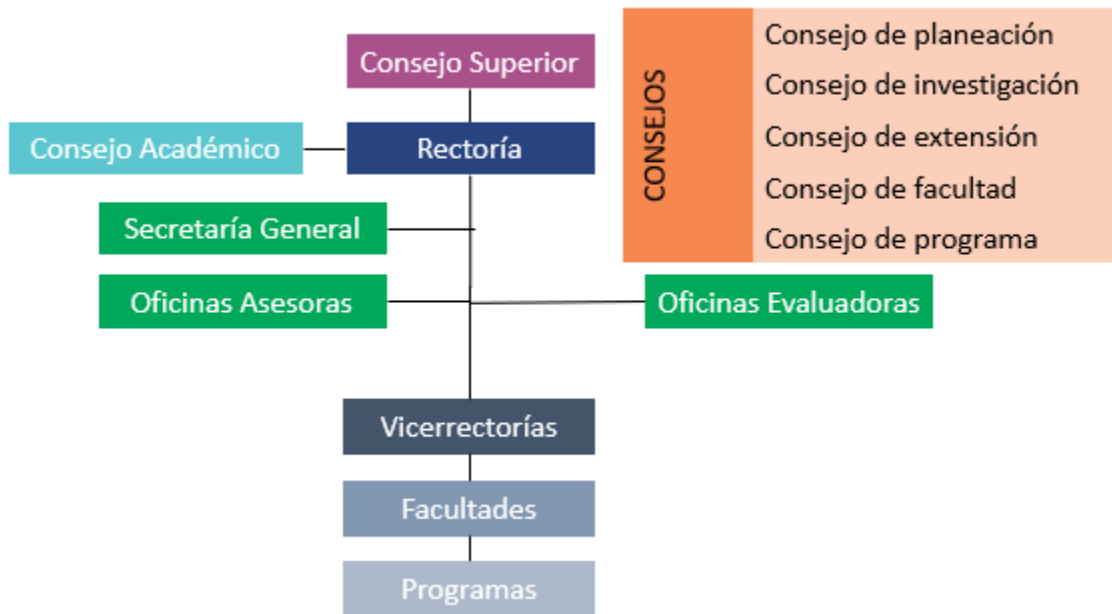 Consejo Superior
Consejo Académico
Rectoría
Secretaría General
Oficinas Asesoras
Oficinas Evaluadoras
Vicerrectorías
Facultades
Programas
CONSEJOS
Consejo de planeación
Consejo de investigación
Consejo de extensión
Consejo de facultad
Consejo de programa